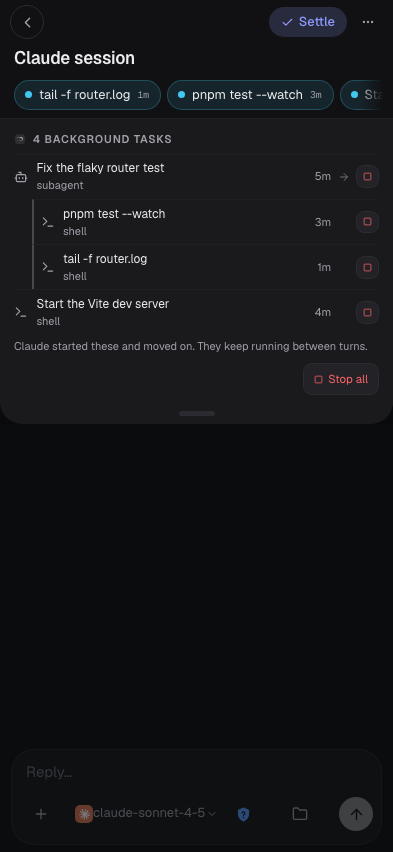 Settle
Claude session
tail -f router.log 1m
pnpm test --watch 3m
Sta
4 BACKGROUND TASKS
Fix the flaky router test
5m
subagent
pnpm test --watch
3m
shell
tail -f router.log
1m
shell
Start the Vite dev server
4m
shell
Claude started these and moved on. They keep running between turns.
Stop all
Reply...
claude-sonnet-4-5